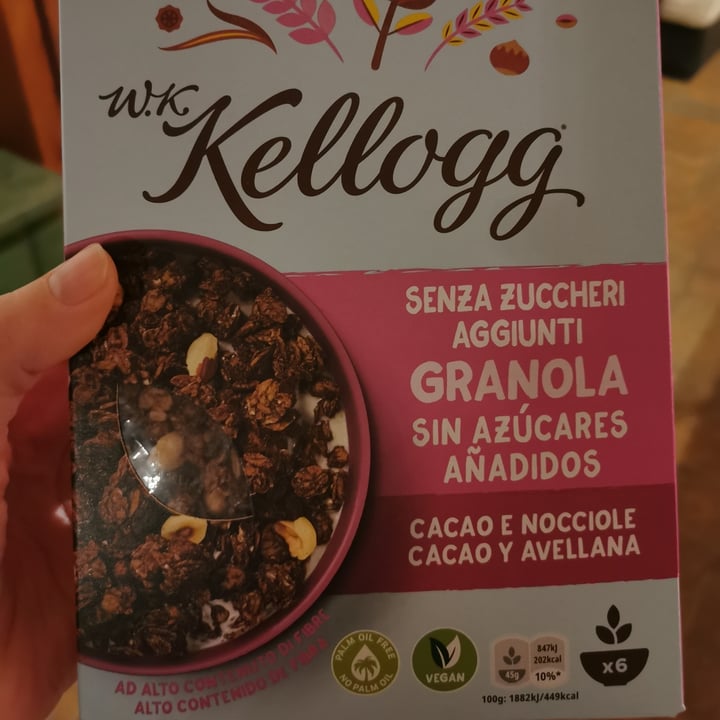 W.K
Kellogg
SENZA ZUCCHERI
AGGIUNTI
GRANOLA
SIN AZÚCARES
AÑADIDOS
CACAO E NOCCIOLE
CACAO Y AVELLANA
AD ALTO CONTENUTO DI FIBRE
ALTO CONTENIDO DE FIBRA
PALM OIL FREE
NO PALM OIL
VEGAN
45g
847kJ
202kcal
10%*
100g: 1882kJ/449kcal
x6